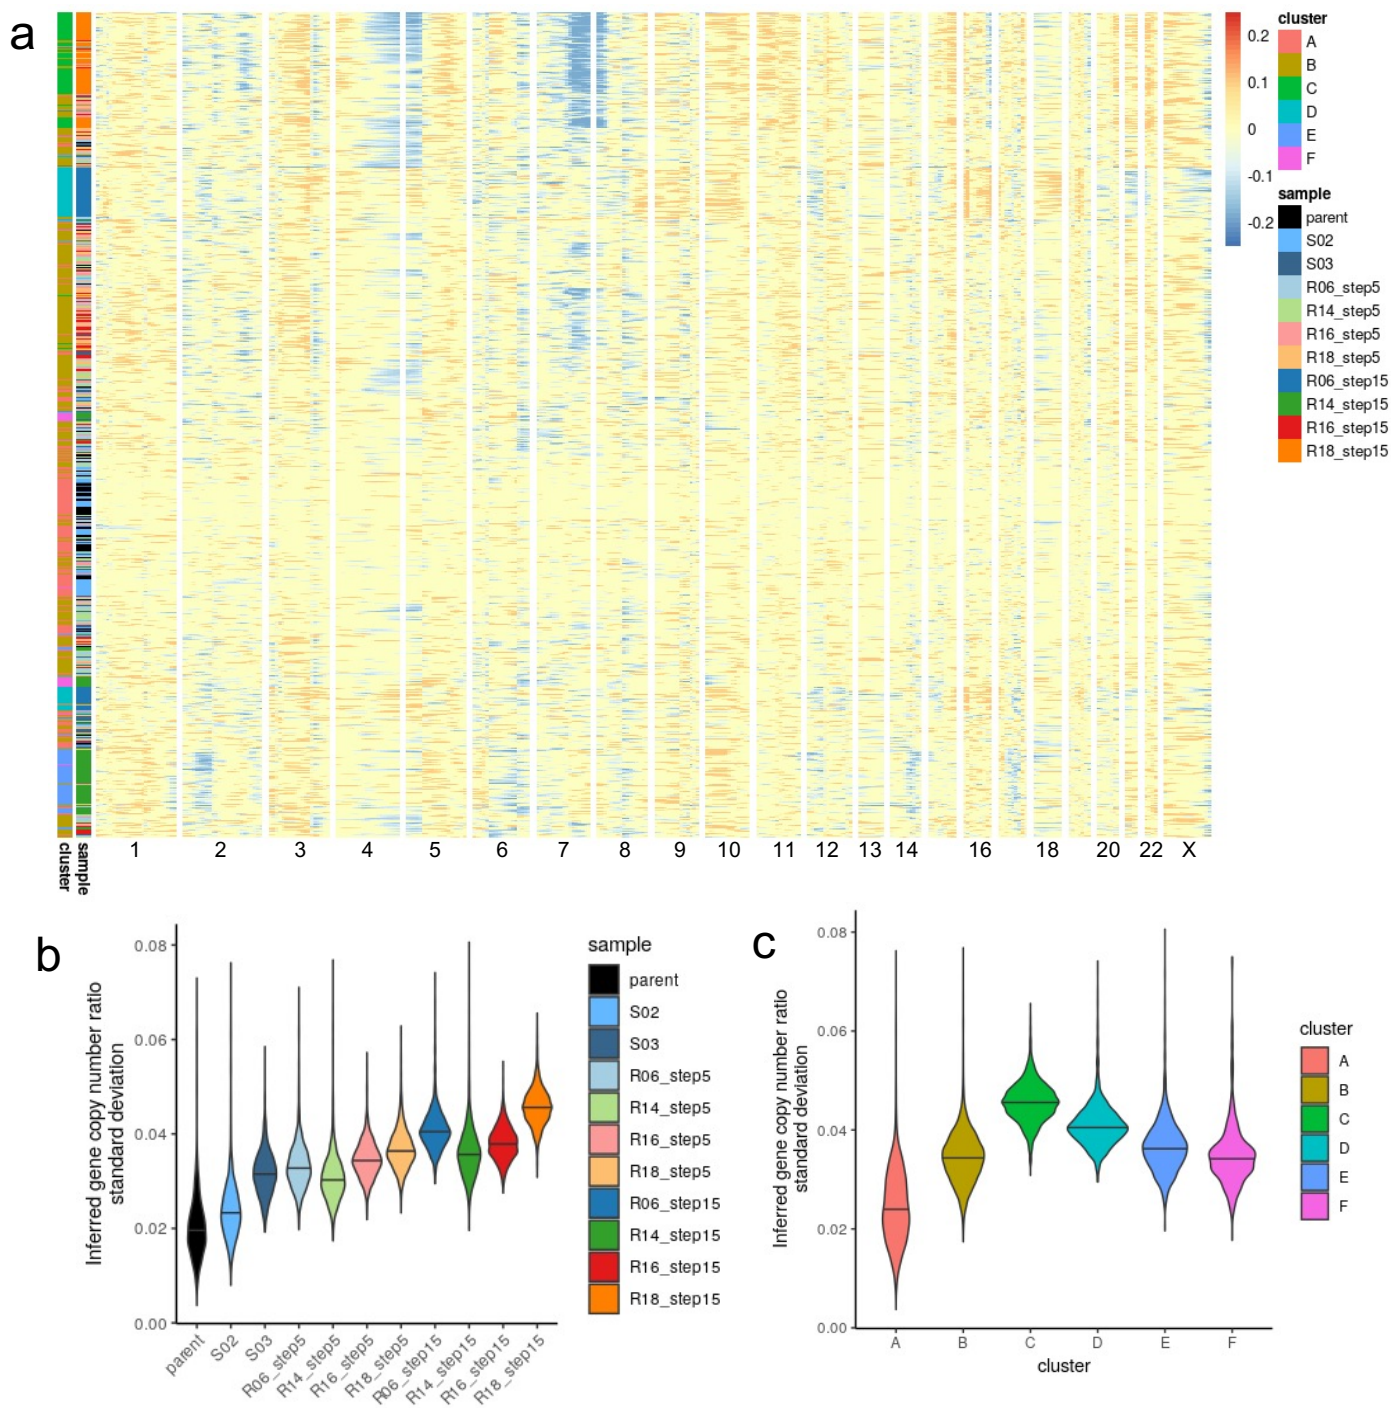 a
0.2
0.1
0
-0.1
-0.2
cluster
A
B
C
D
E
F
sample
parent
S02
S03
R06_step5
R14_step5
R16_step5
R18_step5
R06_step15
R14_step15
R16_step15
R18_step15
cluster
sample
1 2 3 4 5 6 7 8 9 10 11 12 13 14 16 18 20 22 X
b
Inferred gene copy number ratio
standard deviation
0.08
0.06
0.04
0.02
0.00
parent S02 S03 R06_step5 R14_step5 R16_step5 R18_step5 R06_step15 R14_step15 R16_step15 R18_step15
sample
parent
S02
S03
R06_step5
R14_step5
R16_step5
R18_step5
R06_step15
R14_step15
R16_step15
R18_step15
c
Inferred gene copy number ratio
standard deviation
0.08
0.06
0.04
0.02
0.00
A B C D E F
cluster
cluster
A
B
C
D
E
F